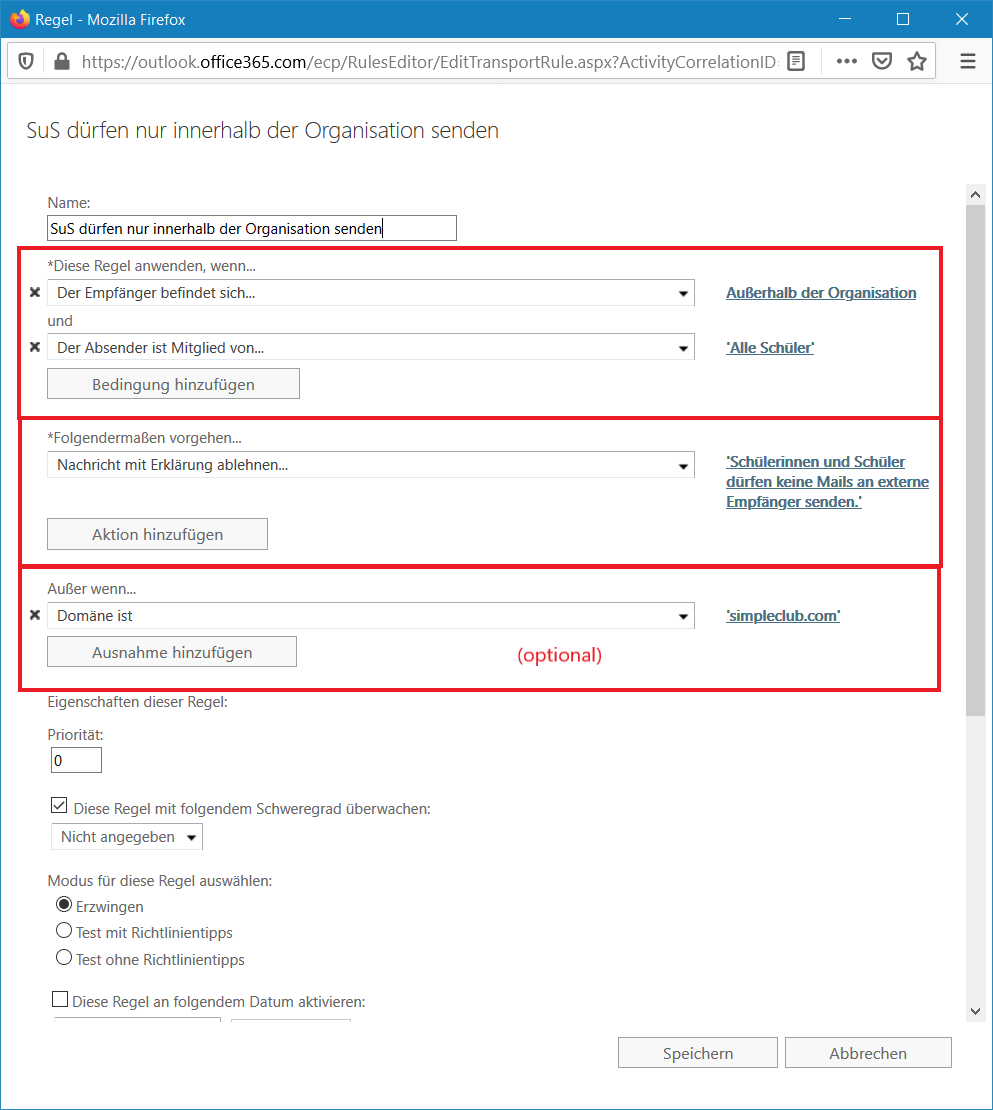 Regel - Mozilla Firefox
https://outlook.office365.com/ecp/RulesEditor/EditTransportRule.aspx?ActivityCorrelationID
SuS dürfen nur innerhalb der Organisation senden
Name:
SuS dürfen nur innerhalb der Organisation senden
*Diese Regel anwenden, wenn...
Der Empfänger befindet sich... Außerhalb der Organisation
und
Der Absender ist Mitglied von... 'Alle Schüler'
Bedingung hinzufügen
*Folgendermaßen vorgehen...
Nachricht mit Erklärung ablehnen... 'Schülerinnen und Schüler
dürfen keine Mails an externe
Empfänger senden.'
Aktion hinzufügen
Außer wenn...
Domäne ist 'simpleclub.com'
Ausnahme hinzufügen
(optional)
Eigenschaften dieser Regel:
Priorität:
0
Diese Regel mit folgendem Schweregrad überwachen:
Nicht angegeben
Modus für diese Regel auswählen:
Erzwingen
Test mit Richtlinientipps
Test ohne Richtlinientipps
Diese Regel an folgendem Datum aktivieren:
Speichern Abbrechen